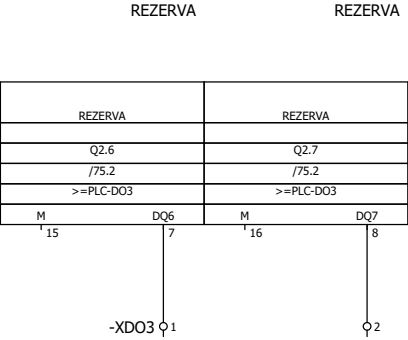 REZERVA REZERVA
REZERVA REZERVA
Q2.6 Q2.7
/75.2 /75.2
>=PLC-DO3 >=PLC-DO3
M DQ6 M DQ7
15 7 16 8
-XDO3 1 2